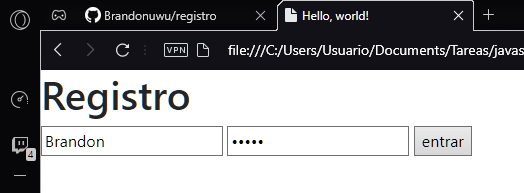 Brandonuwu/registro
Hello, world!
VPN
file:///C:/Users/Usuario/Documents/Tareas/javas
Registro
Brandon
••••• entrar
4